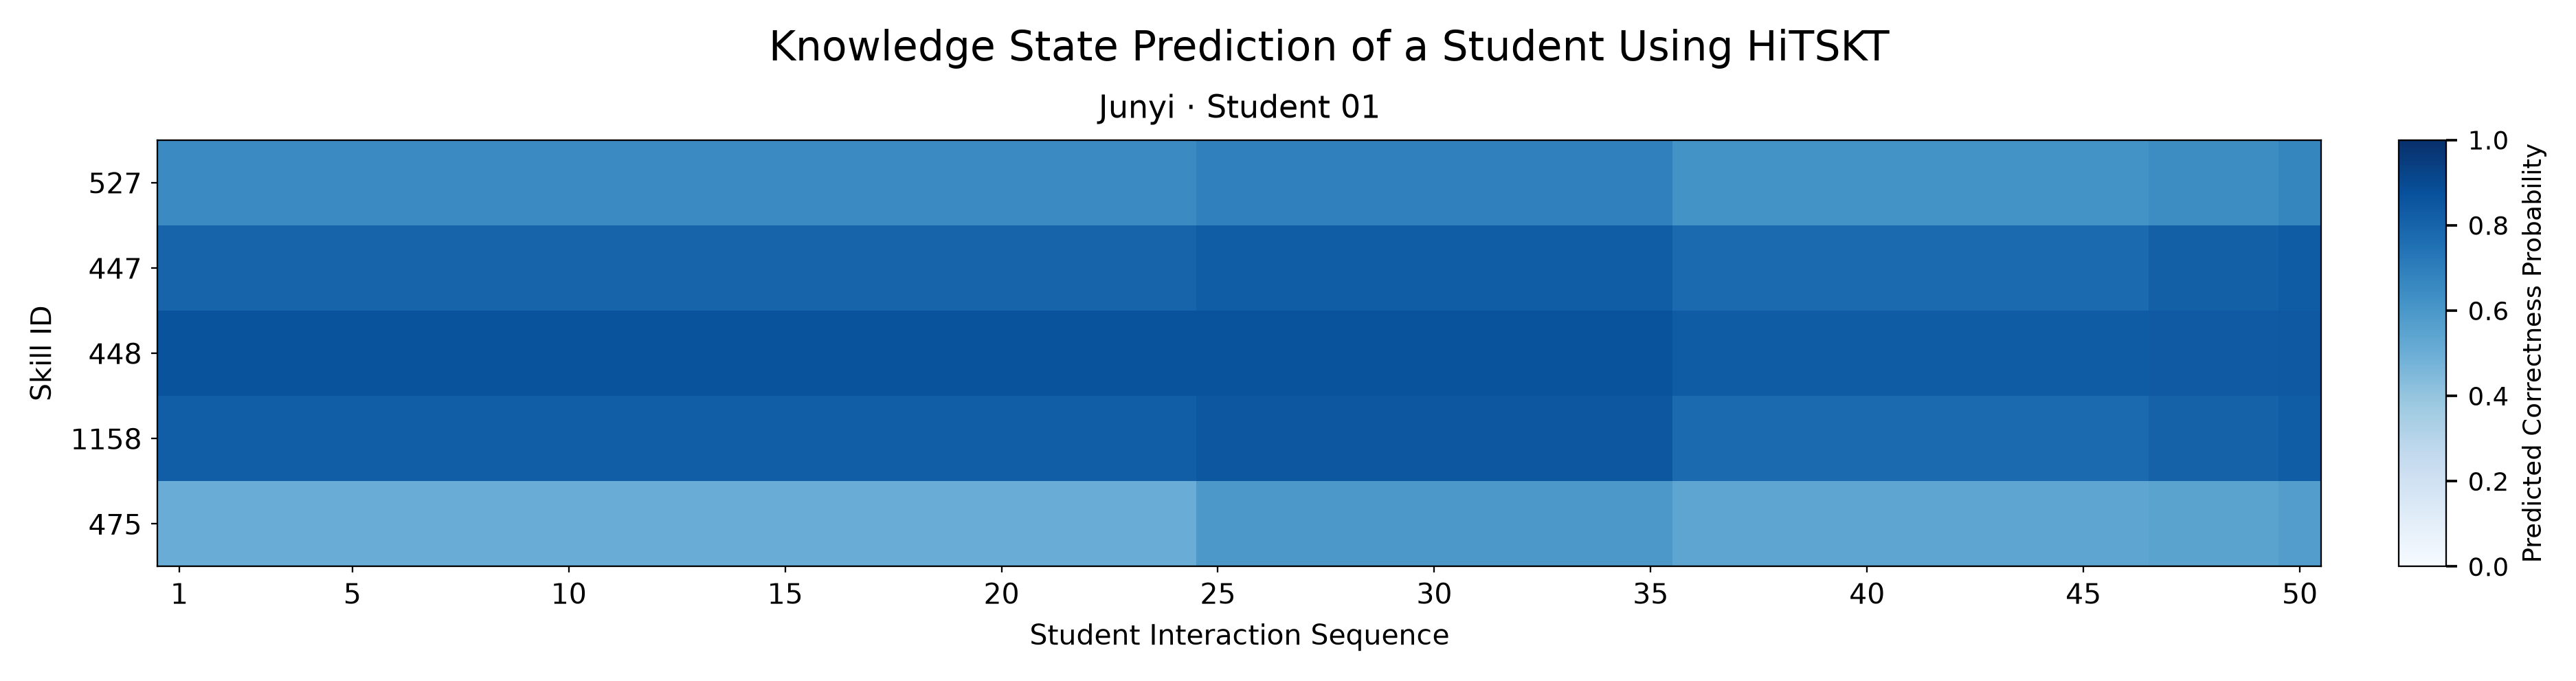 Knowledge State Prediction of a Student Using HiTSKT
Junyi · Student 01
Skill ID
527
447
448
1158
475
1 5 10 15 20 25 30 35 40 45 50
Student Interaction Sequence
1.0
0.8
0.6
0.4
0.2
0.0
Predicted Correctness Probability